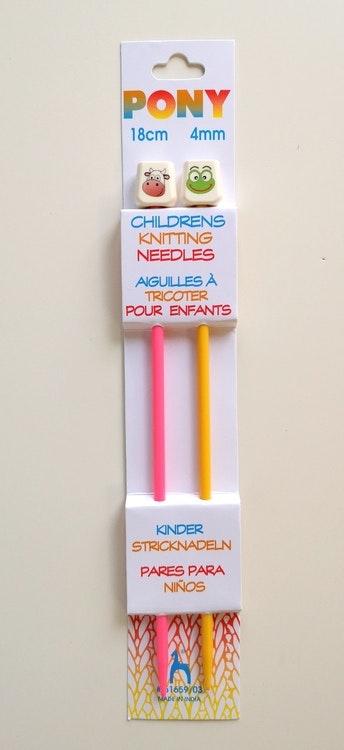 PONY
18cm 4mm
CHILDRENS
KNITTING
NEEDLES
AIGUILLES À
TRICOTER
POUR ENFANTS
KINDER
STRICKNADELN
PARES PARA
NIÑOS
MADE IN INDIA